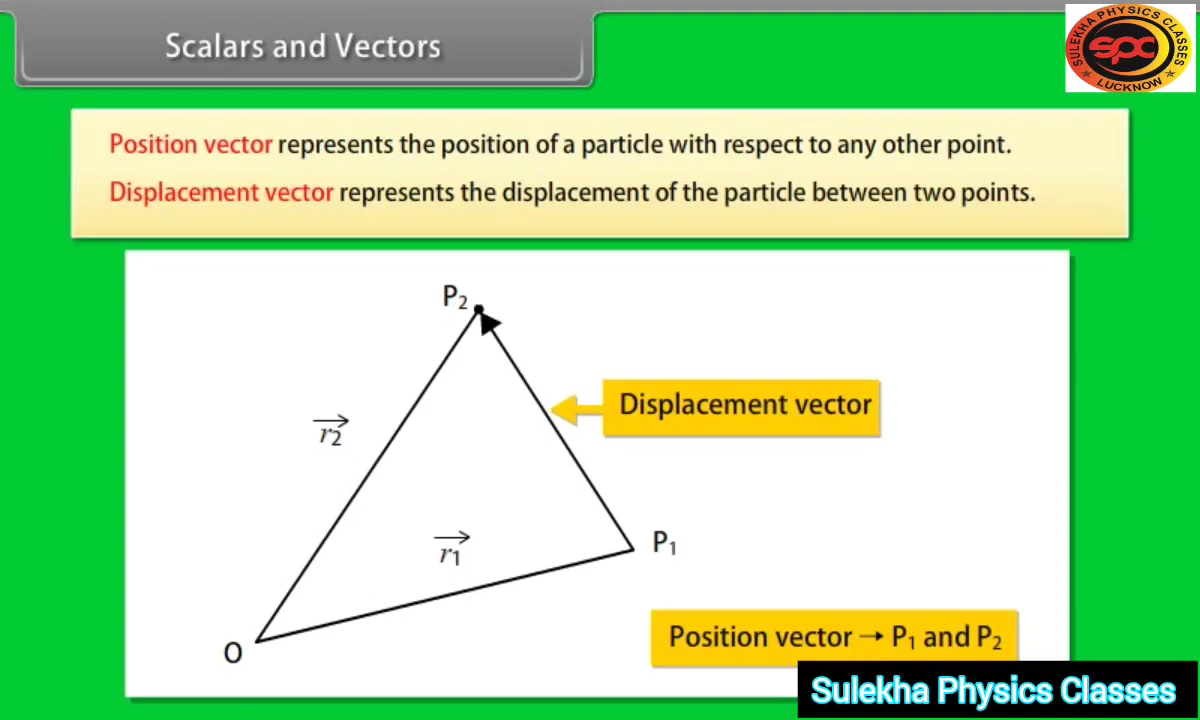 Scalars and Vectors
SULEKHA PHYSICS CLASSES
spc
LUCKNOW
Position vector represents the position of a particle with respect to any other point.
Displacement vector represents the displacement of the particle between two points.
P₂
Displacement vector
r₂→
r₁→
P₁
O
Position vector → P₁ and P₂
Sulekha Physics Classes